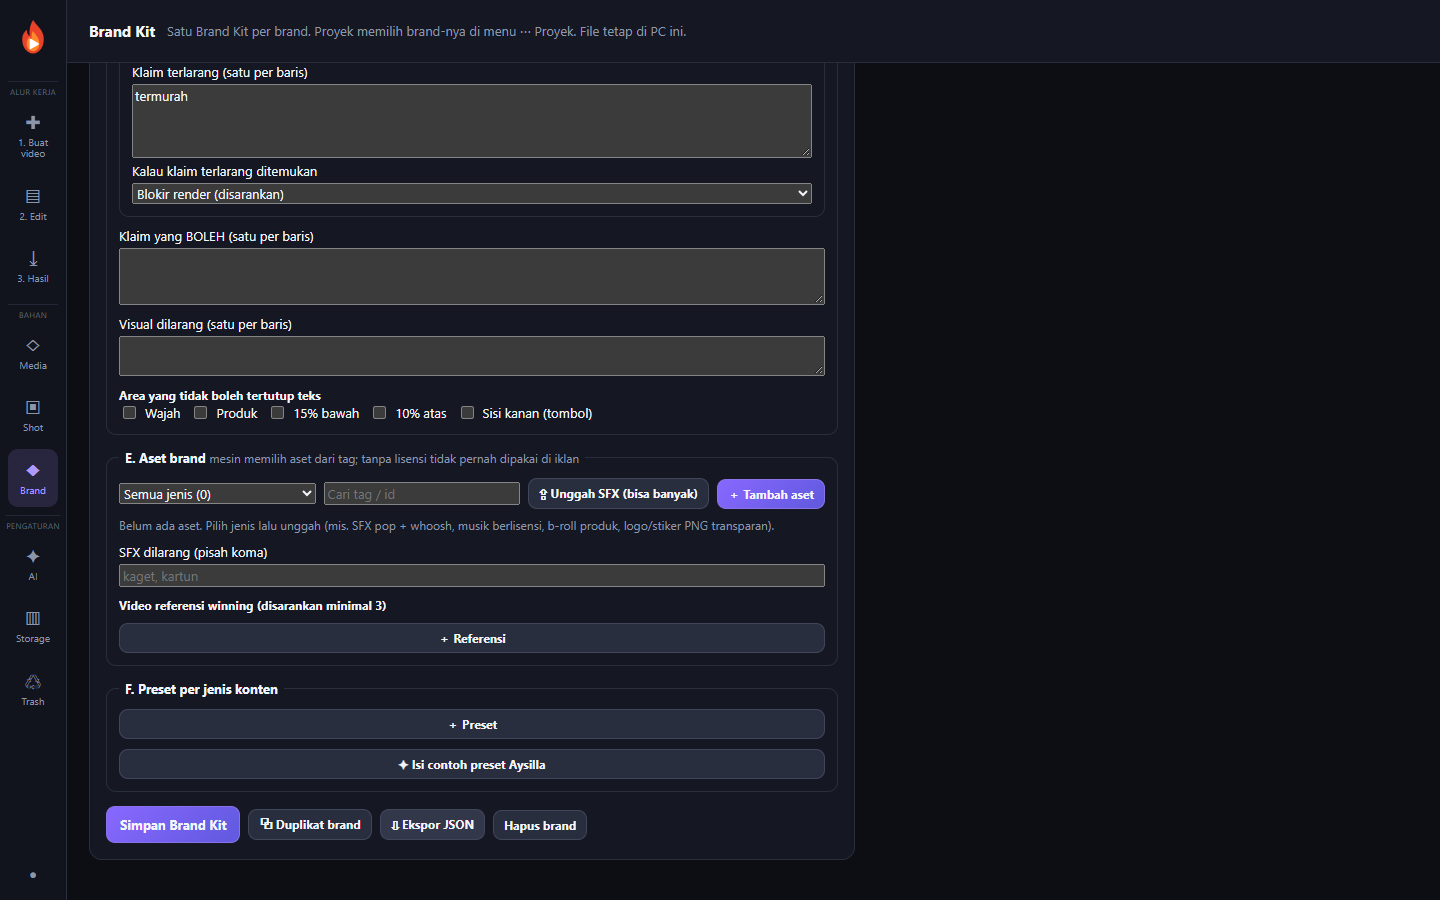 Brand Kit Satu Brand Kit per brand. Proyek memilih brand-nya di menu ··· Proyek. File tetap di PC ini.
ALUR KERJA
1. Buat
video
2. Edit
3. Hasil
BAHAN
Media
Shot
Brand
PENGATURAN
AI
Storage
Trash
Klaim terlarang (satu per baris)
termurah
Kalau klaim terlarang ditemukan
Blokir render (disarankan)
Klaim yang BOLEH (satu per baris)
Visual dilarang (satu per baris)
Area yang tidak boleh tertutup teks
Wajah Produk 15% bawah 10% atas Sisi kanan (tombol)
E. Aset brand mesin memilih aset dari tag; tanpa lisensi tidak pernah dipakai di iklan
Semua jenis (0) Cari tag / id ⇪ Unggah SFX (bisa banyak) + Tambah aset
Belum ada aset. Pilih jenis lalu unggah (mis. SFX pop + whoosh, musik berlisensi, b-roll produk, logo/stiker PNG transparan).
SFX dilarang (pisah koma)
kaget, kartun
Video referensi winning (disarankan minimal 3)
+ Referensi
F. Preset per jenis konten
+ Preset
✦ Isi contoh preset Aysilla
Simpan Brand Kit ⧉ Duplikat brand ⇩ Ekspor JSON Hapus brand